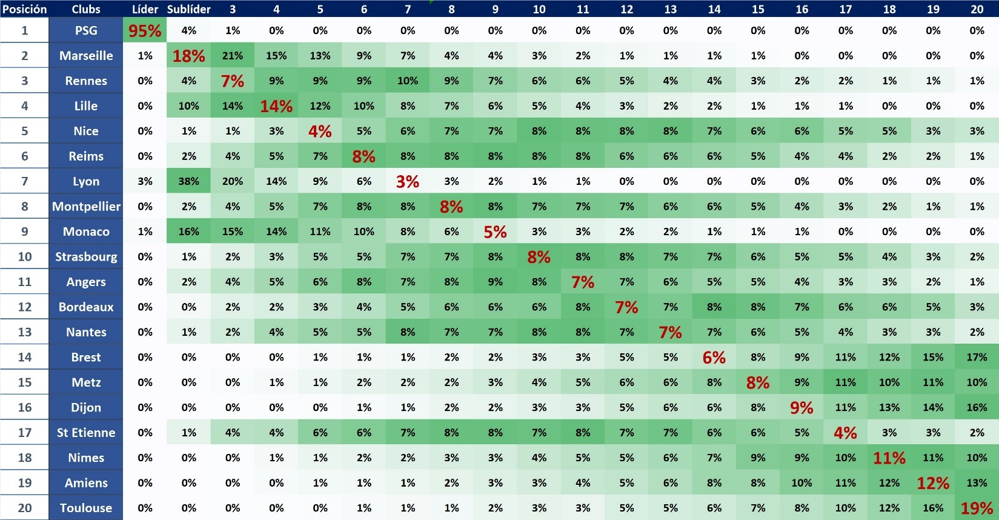 Posición Clubs Líder Sublíder 3 4 5 6 7 8 9 10 11 12 13 14 15 16 17 18 19 20
1 PSG 95% 4% 1% 0% 0% 0% 0% 0% 0% 0% 0% 0% 0% 0% 0% 0% 0% 0% 0% 0%
2 Marseille 1% 18% 21% 15% 13% 9% 7% 4% 4% 3% 2% 1% 1% 1% 1% 0% 0% 0% 0% 0%
3 Rennes 0% 4% 7% 9% 9% 9% 10% 9% 7% 6% 6% 5% 4% 4% 3% 2% 2% 1% 1% 1%
4 Lille 0% 10% 14% 14% 12% 10% 8% 7% 6% 5% 4% 3% 2% 2% 1% 1% 1% 0% 0% 0%
5 Nice 0% 1% 1% 3% 4% 5% 6% 7% 7% 8% 8% 8% 8% 7% 6% 6% 5% 5% 3% 3%
6 Reims 0% 2% 4% 5% 7% 8% 8% 8% 8% 8% 8% 6% 6% 6% 5% 4% 4% 2% 2% 1%
7 Lyon 3% 38% 20% 14% 9% 6% 3% 3% 2% 1% 1% 0% 0% 0% 0% 0% 0% 0% 0% 0%
8 Montpellier 0% 2% 4% 5% 7% 8% 8% 8% 8% 7% 7% 7% 6% 6% 5% 4% 3% 2% 1% 1%
9 Monaco 1% 16% 15% 14% 11% 10% 8% 6% 5% 3% 3% 2% 2% 1% 1% 1% 0% 0% 0% 0%
10 Strasbourg 0% 1% 2% 3% 5% 5% 7% 7% 8% 8% 8% 8% 7% 7% 6% 5% 5% 4% 3% 2%
11 Angers 0% 2% 4% 5% 6% 8% 7% 8% 9% 8% 7% 7% 6% 5% 5% 4% 3% 3% 2% 1%
12 Bordeaux 0% 0% 2% 2% 3% 4% 5% 6% 6% 6% 8% 7% 7% 8% 8% 7% 6% 6% 5% 3%
13 Nantes 0% 1% 2% 4% 5% 5% 8% 7% 7% 8% 8% 7% 7% 7% 6% 5% 4% 3% 3% 2%
14 Brest 0% 0% 0% 0% 1% 1% 1% 2% 2% 3% 3% 5% 5% 6% 8% 9% 11% 12% 15% 17%
15 Metz 0% 0% 0% 1% 1% 2% 2% 2% 3% 4% 5% 6% 6% 8% 8% 9% 11% 10% 11% 10%
16 Dijon 0% 0% 0% 0% 0% 1% 1% 2% 2% 3% 3% 5% 6% 6% 8% 9% 11% 13% 14% 16%
17 St Etienne 0% 1% 4% 4% 6% 6% 7% 8% 8% 7% 8% 7% 7% 6% 6% 5% 4% 3% 3% 2%
18 Nimes 0% 0% 0% 1% 1% 2% 2% 3% 3% 4% 5% 5% 6% 7% 9% 9% 10% 11% 11% 10%
19 Amiens 0% 0% 0% 0% 1% 1% 1% 2% 3% 3% 4% 5% 6% 8% 8% 10% 11% 12% 12% 13%
20 Toulouse 0% 0% 0% 0% 0% 1% 1% 1% 2% 3% 3% 5% 5% 6% 7% 8% 10% 12% 16% 19%